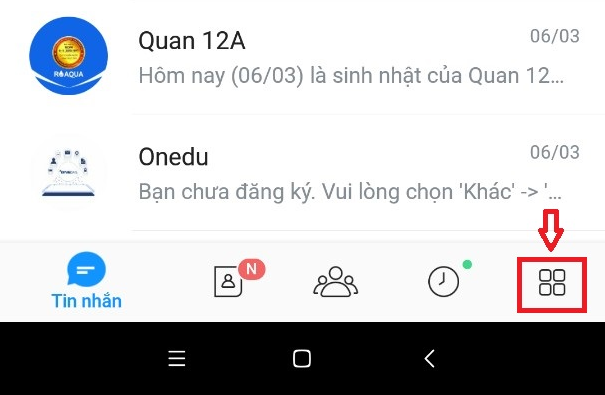 Quan 12A
06/03
Hôm nay (06/03) là sinh nhật của Quan 12...
Onedu
06/03
Bạn chưa đăng ký. Vui lòng chọn 'Khác' -> '...
N
Tin nhắn